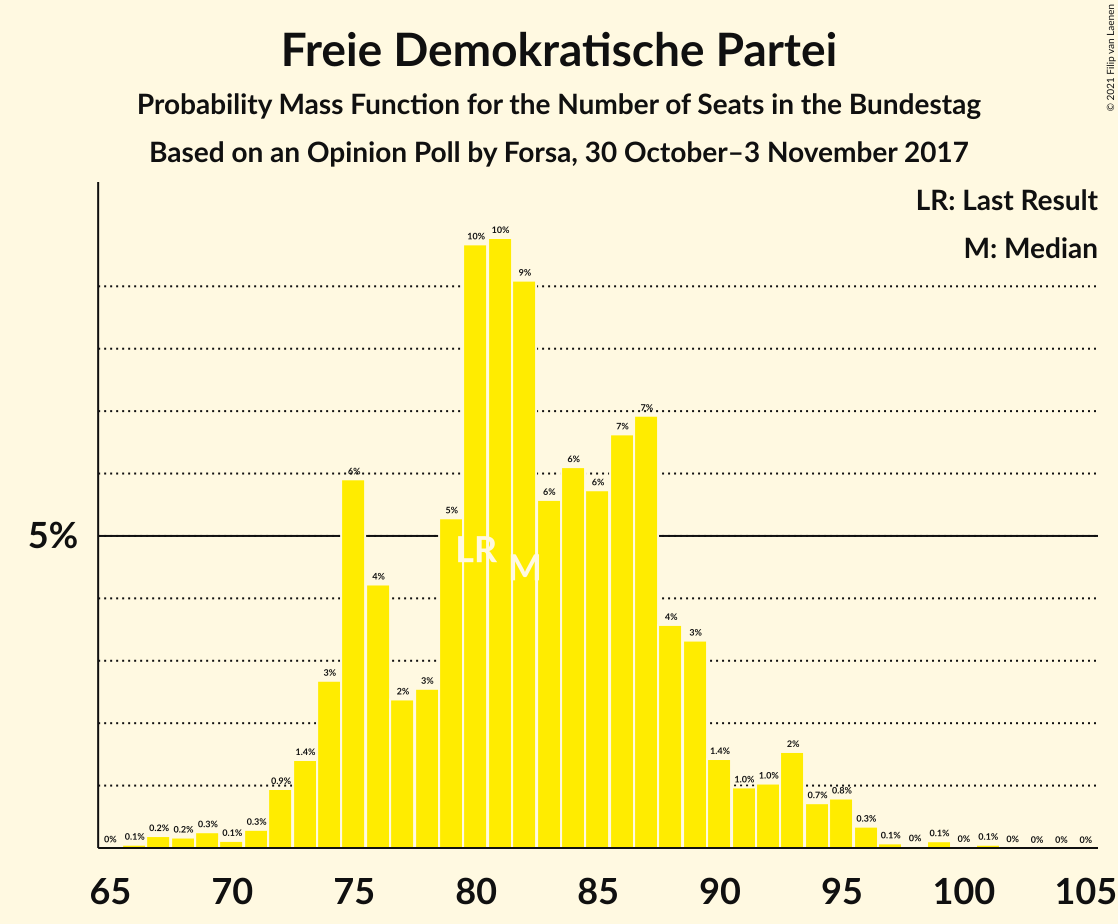 Freie Demokratische Partei
Probability Mass Function for the Number of Seats in the Bundestag
Based on an Opinion Poll by Forsa, 30 October–3 November 2017
© 2021 Filip van Laenen
LR: Last Result
M: Median
5%
0% 0.1% 0.2% 0.2% 0.3% 0.1% 0.3% 0.9% 1.4% 3% 6% 4% 2% 3% 5% 10% 10% 9% 6% 6% 6% 7% 7% 4% 3% 1.4% 1.0% 1.0% 2% 0.7% 0.8% 0.3% 0.1% 0% 0.1% 0% 0.1% 0% 0% 0% 0%
LR
M
65 70 75 80 85 90 95 100 105